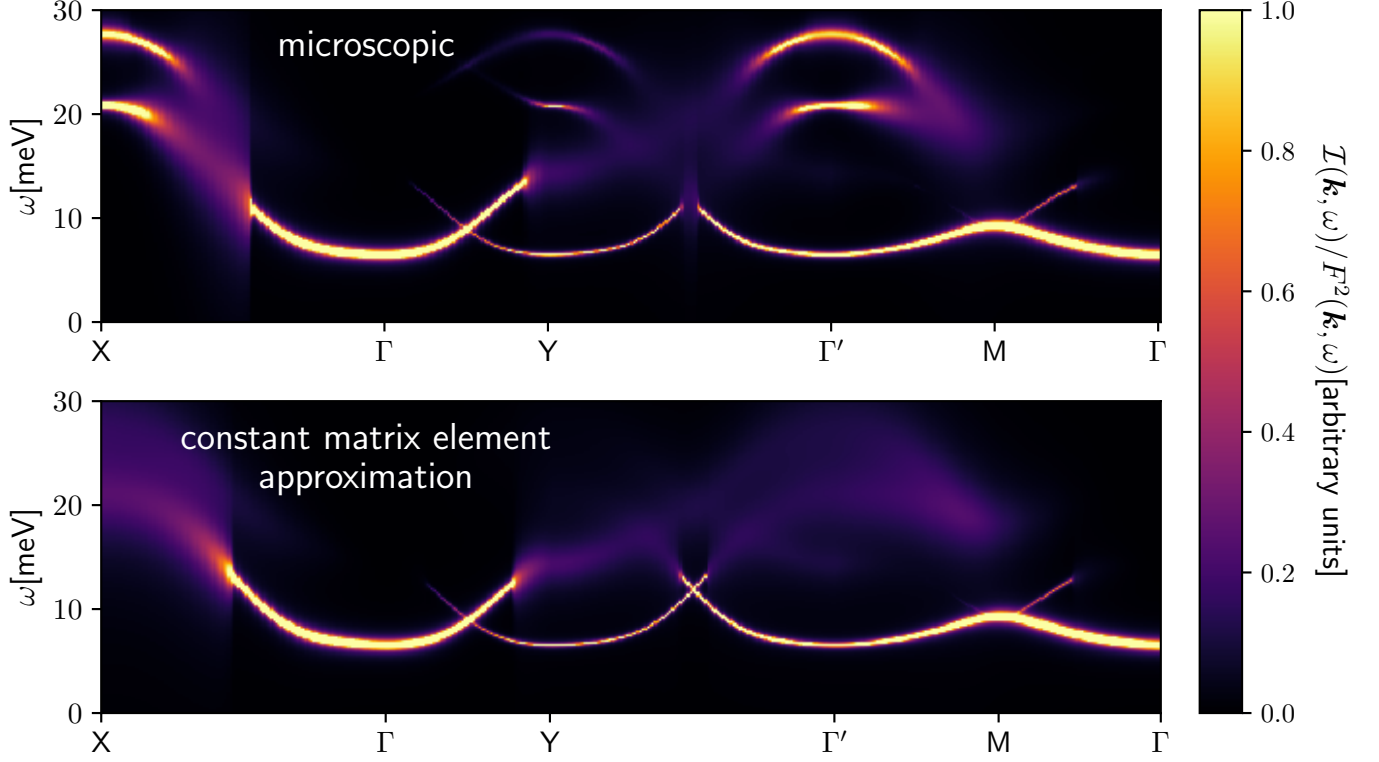 30
20
10
0
ω[meV]
microscopic
X Γ Y Γ′ M Γ
30
20
10
0
ω[meV]
constant matrix element
approximation
X Γ Y Γ′ M Γ
1.0
0.8
0.6
0.4
0.2
0.0
𝓘(𝒌, ω)/F²(𝒌, ω)[arbitrary units]